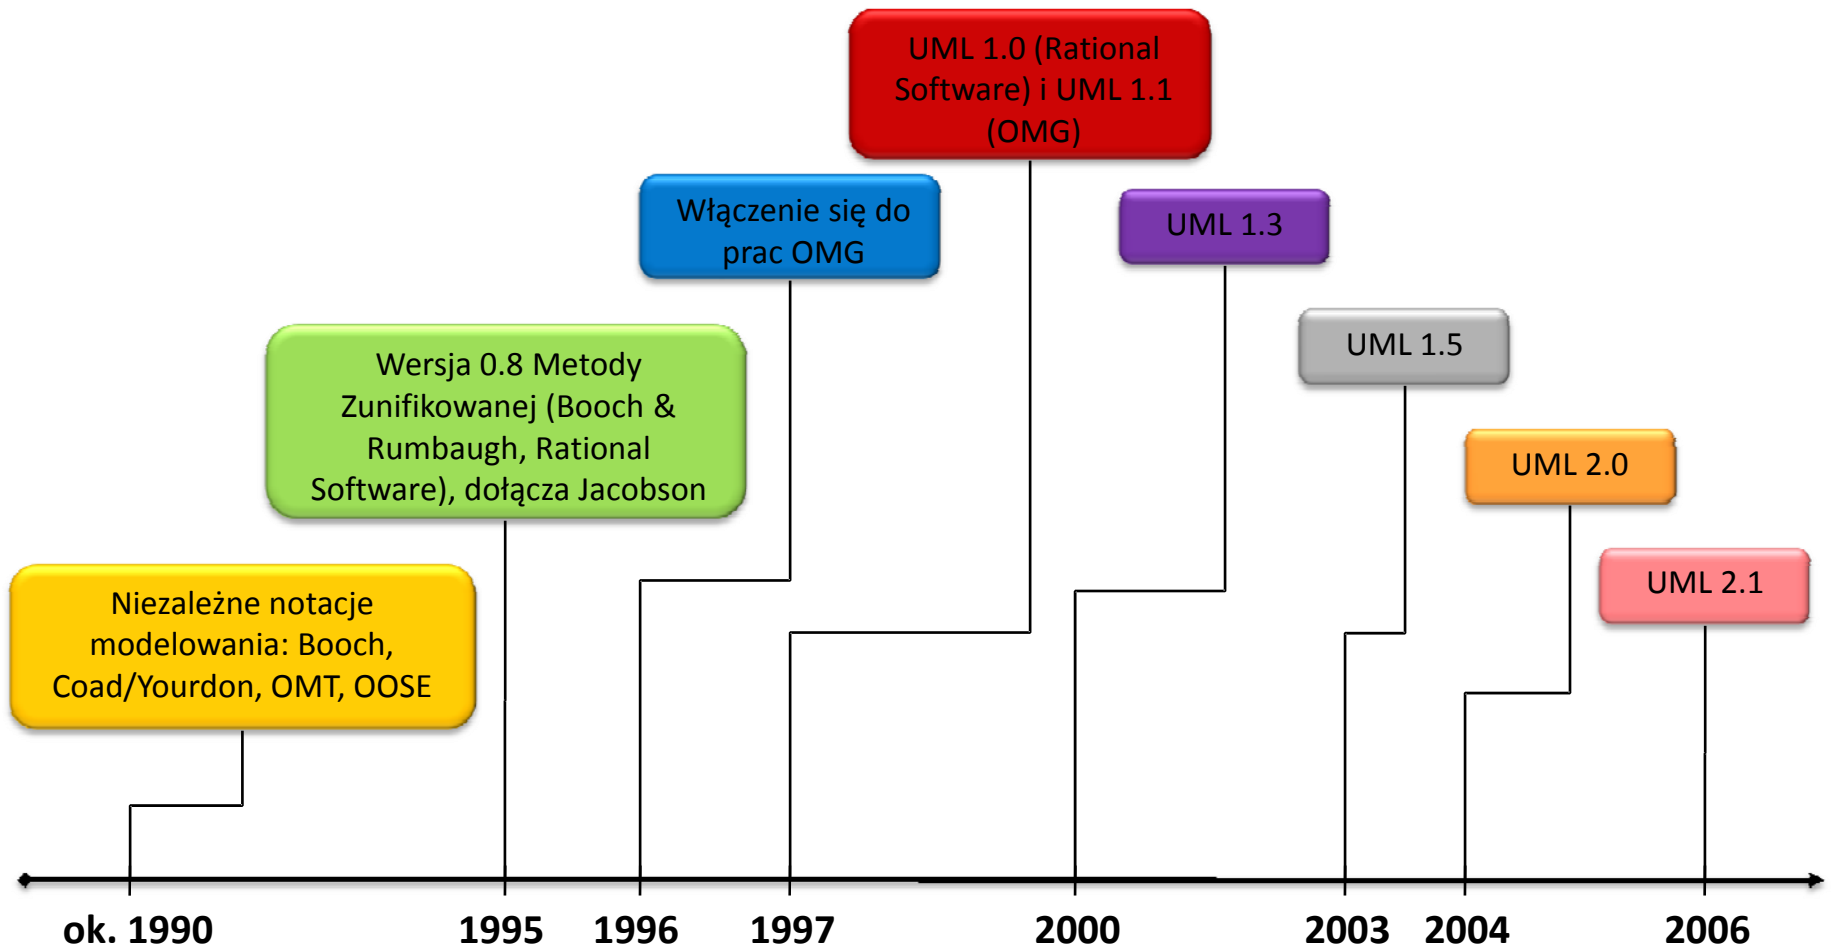 UML 1.0 (Rational
Software) i UML 1.1
(OMG)
Włączenie się do
prac OMG
UML 1.3
Wersja 0.8 Metody
Zunifikowanej (Booch &
Rumbaugh, Rational
Software), dołącza Jacobson
UML 1.5
UML 2.0
Niezależne notacje
modelowania: Booch,
Coad/Yourdon, OMT, OOSE
UML 2.1
ok. 1990
1995
1996
1997
2000
2003
2004
2006